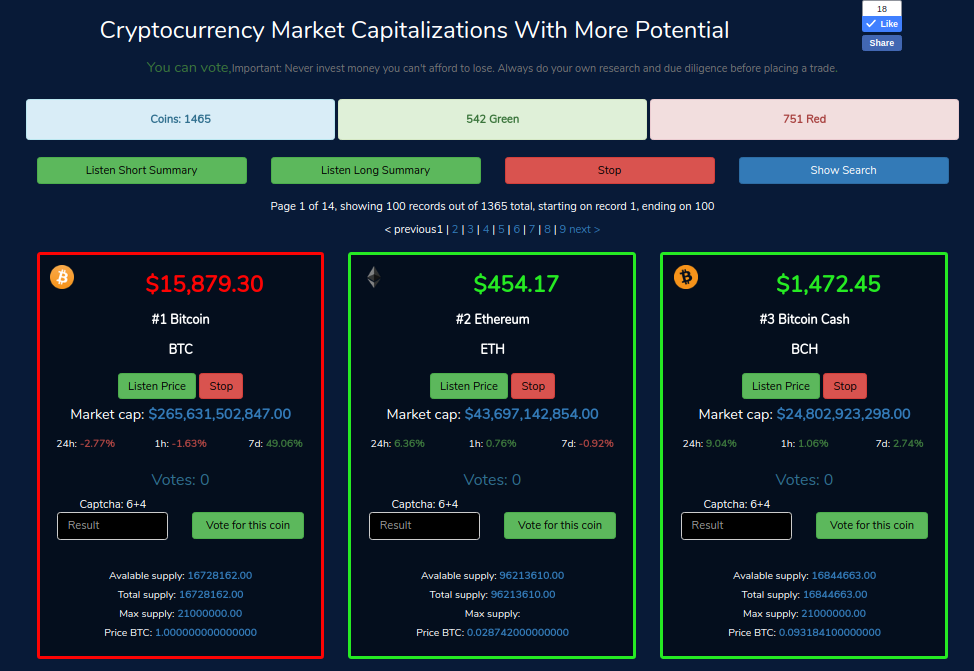 18
Like
Share
Cryptocurrency Market Capitalizations With More Potential
You can vote,Important: Never invest money you can't afford to lose. Always do your own research and due diligence before placing a trade.
Coins: 1465 542 Green 751 Red
Listen Short Summary Listen Long Summary Stop Show Search
Page 1 of 14, showing 100 records out of 1365 total, starting on record 1, ending on 100
< previous1 | 2 | 3 | 4 | 5 | 6 | 7 | 8 | 9 next >
$15,879.30
#1 Bitcoin
BTC
Listen Price Stop
Market cap: $265,631,502,847.00
24h: -2.77% 1h: -1.63% 7d: 49.06%
Votes: 0
Captcha: 6+4
Result Vote for this coin
Avalable supply: 16728162.00
Total supply: 16728162.00
Max supply: 21000000.00
Price BTC: 1.000000000000000
$454.17
#2 Ethereum
ETH
Listen Price Stop
Market cap: $43,697,142,854.00
24h: 6.36% 1h: 0.76% 7d: -0.92%
Votes: 0
Captcha: 6+4
Result Vote for this coin
Avalable supply: 96213610.00
Total supply: 96213610.00
Max supply:
Price BTC: 0.028742000000000
$1,472.45
#3 Bitcoin Cash
BCH
Listen Price Stop
Market cap: $24,802,923,298.00
24h: 9.04% 1h: 1.06% 7d: 2.74%
Votes: 0
Captcha: 6+4
Result Vote for this coin
Avalable supply: 16844663.00
Total supply: 16844663.00
Max supply: 21000000.00
Price BTC: 0.093184100000000